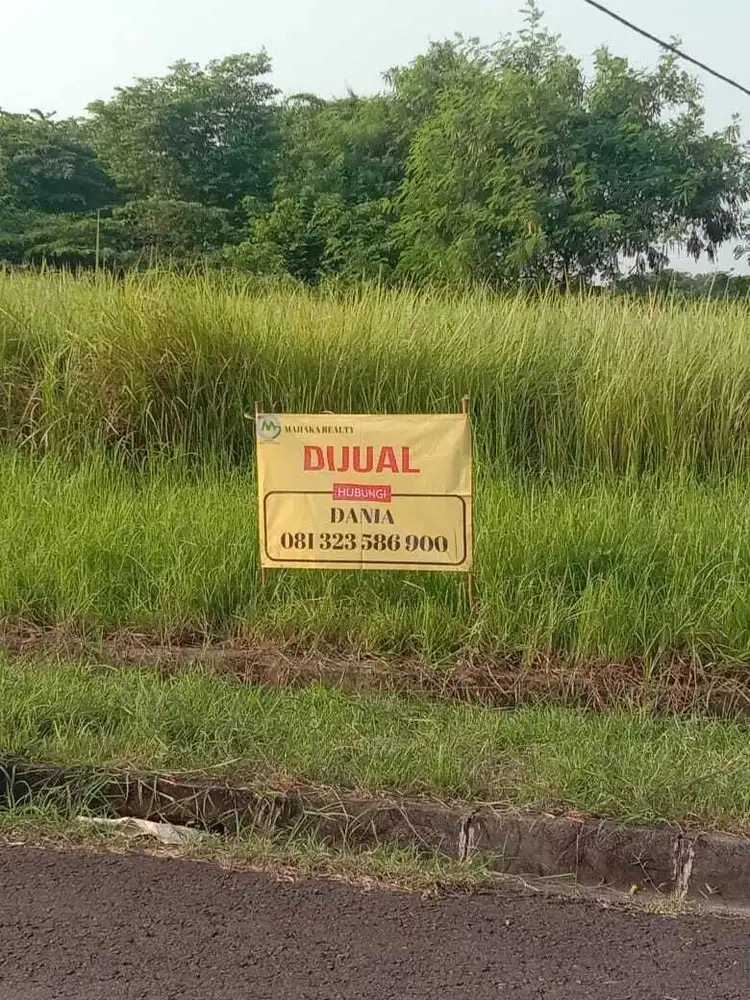 MAHAKA REALTY
DIJUAL
HUBUNGI
DANIA
081 323 586 900